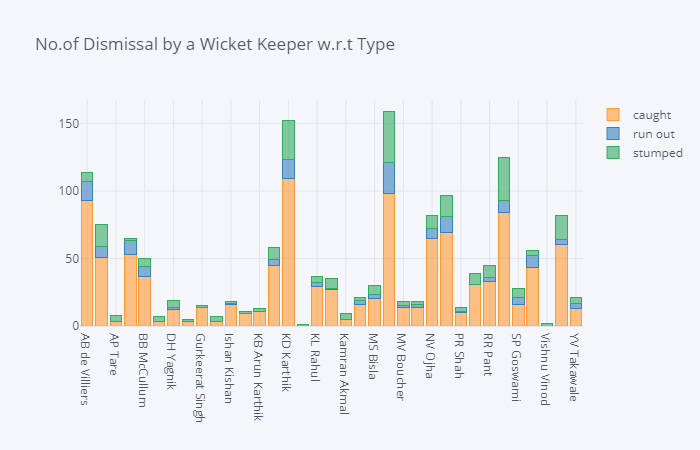 No.of Dismissal by a Wicket Keeper w.r.t Type
150
100
50
0
caught
run out
stumped
AB de Villiers
AP Tare
BB McCullum
DH Yagnik
Gurkeerat Singh
Ishan Kishan
KB Arun Karthik
KD Karthik
KL Rahul
Kamran Akmal
MS Bisla
MV Boucher
NV Ojha
PR Shah
RR Pant
SP Goswami
Vishnu Vinod
YV Takawale